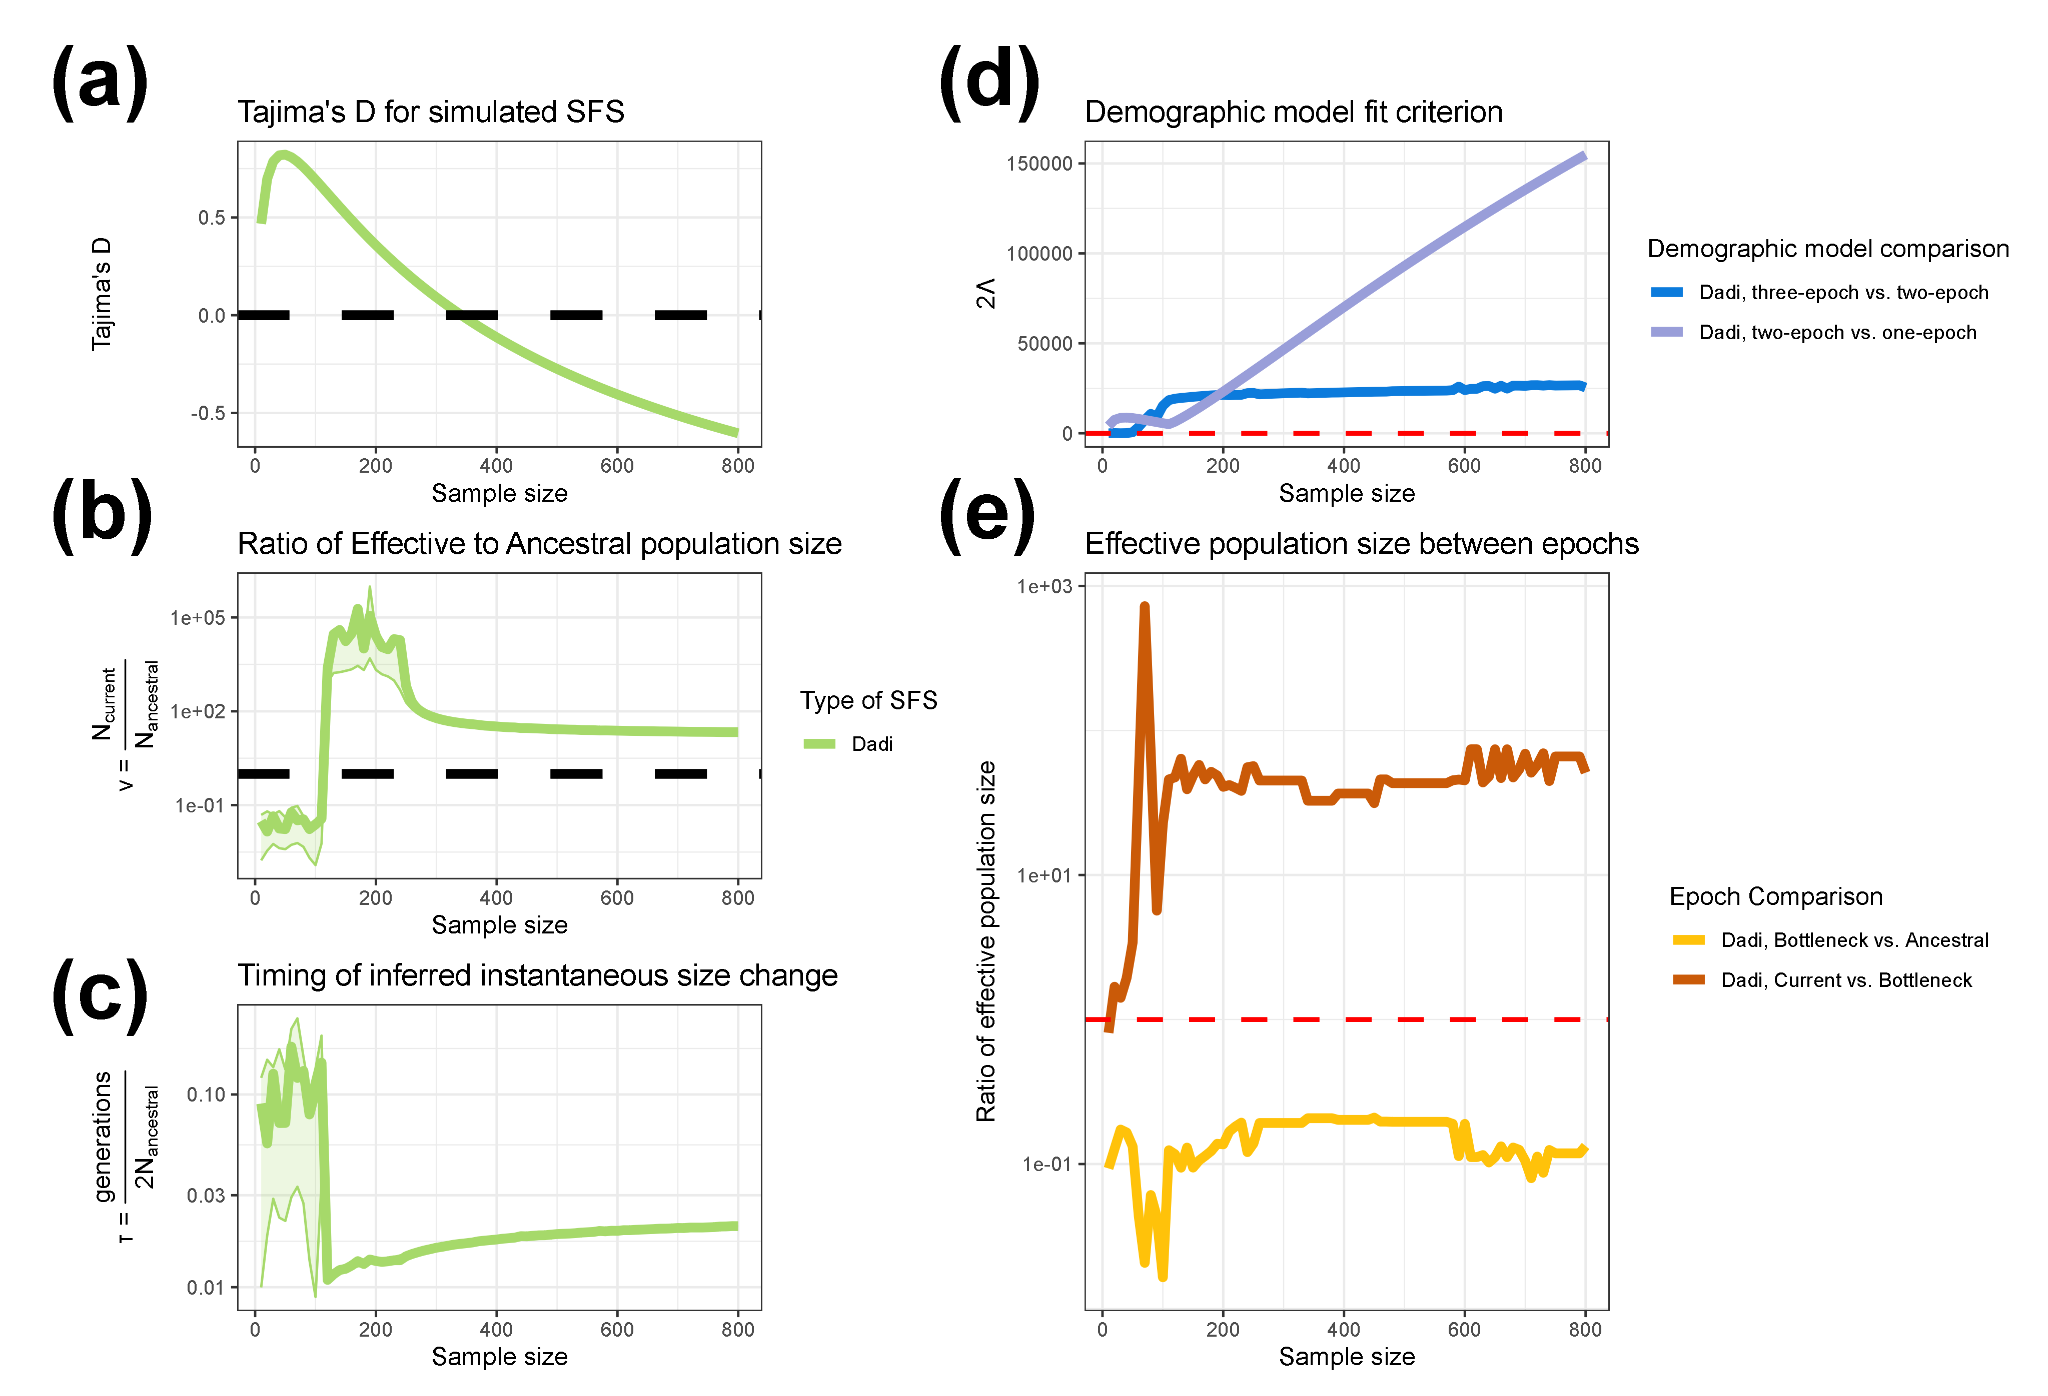 (a)
Tajima's D for simulated SFS
Tajima's D
0.5
0.0
-0.5
0 200 400 600 800
Sample size
(b)
Ratio of Effective to Ancestral population size
v = Ncurrent
Nancestral
1e+05
1e+02
1e-01
0 200 400 600 800
Sample size
Type of SFS
Dadi
(c)
Timing of inferred instantaneous size change
τ = generations
2Nancestral
0.10
0.03
0.01
0 200 400 600 800
Sample size
(d)
Demographic model fit criterion
2Λ
150000
100000
50000
0
0 200 400 600 800
Sample size
Demographic model comparison
Dadi, three-epoch vs. two-epoch
Dadi, two-epoch vs. one-epoch
(e)
Effective population size between epochs
Ratio of effective population size
1e+03
1e+01
1e-01
0 200 400 600 800
Sample size
Epoch Comparison
Dadi, Bottleneck vs. Ancestral
Dadi, Current vs. Bottleneck